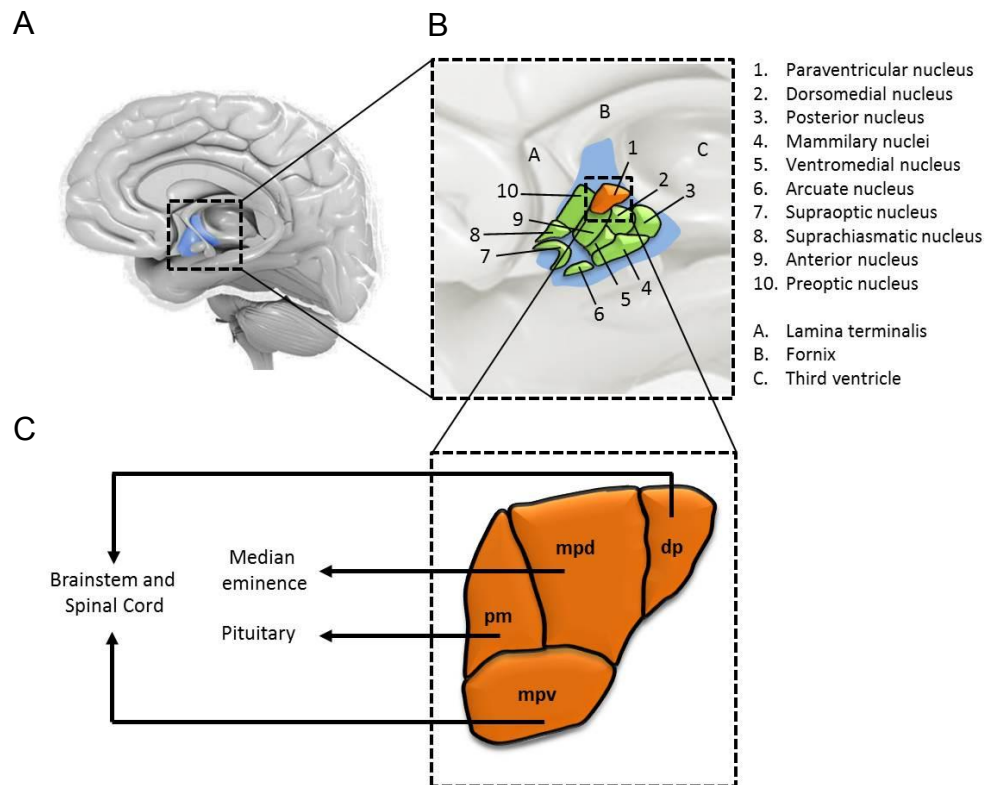 A
B
1. Paraventricular nucleus
2. Dorsomedial nucleus
3. Posterior nucleus
4. Mammilary nuclei
5. Ventromedial nucleus
6. Arcuate nucleus
7. Supraoptic nucleus
8. Suprachiasmatic nucleus
9. Anterior nucleus
10. Preoptic nucleus
A. Lamina terminalis
B. Fornix
C. Third ventricle
B
A
C
1
2
3
10
9
8
7
6
5
4
C
Brainstem and
Spinal Cord
Median
eminence
Pituitary
mpd
dp
pm
mpv